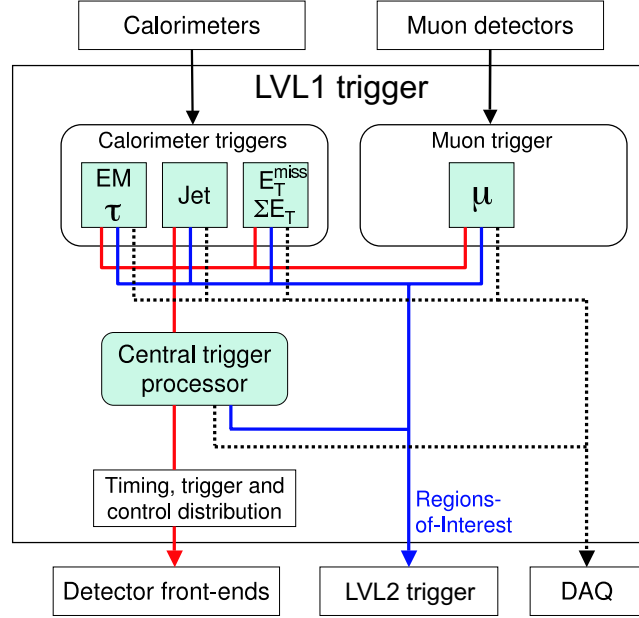 Calorimeters
Muon detectors
LVL1 trigger
Calorimeter triggers
Muon trigger
EM
τ
Jet
E_T^miss
ΣE_T
μ
Central trigger
processor
Timing, trigger and
control distribution
Regions-
of-Interest
Detector front-ends
LVL2 trigger
DAQ